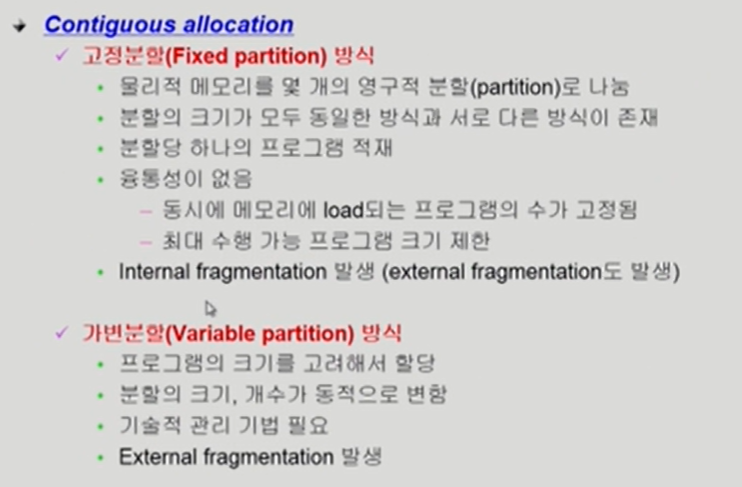 Contiguous allocation
고정분할(Fixed partition) 방식
물리적 메모리를 몇 개의 영구적 분할(partition)로 나눔
분할의 크기가 모두 동일한 방식과 서로 다른 방식이 존재
분할당 하나의 프로그램 적재
융통성이 없음
– 동시에 메모리에 load되는 프로그램의 수가 고정됨
– 최대 수행 가능 프로그램 크기 제한
Internal fragmentation 발생 (external fragmentation도 발생)
가변분할(Variable partition) 방식
프로그램의 크기를 고려해서 할당
분할의 크기, 개수가 동적으로 변함
기술적 관리 기법 필요
External fragmentation 발생